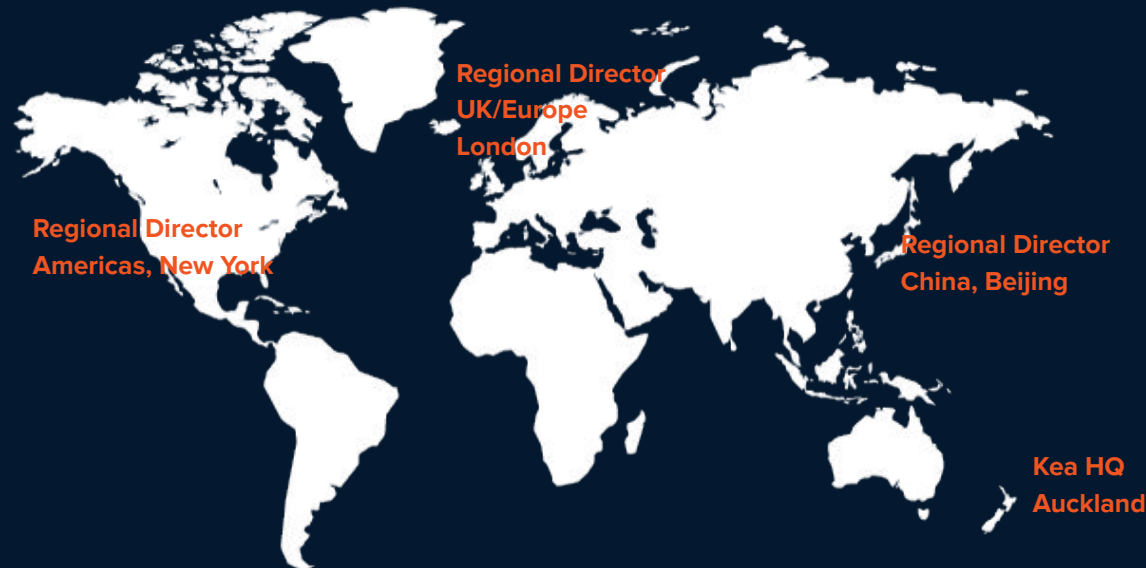 Regional Director
UK/Europe
London
Regional Director
Americas, New York
Regional Director
China, Beijing
Kea HQ
Auckland